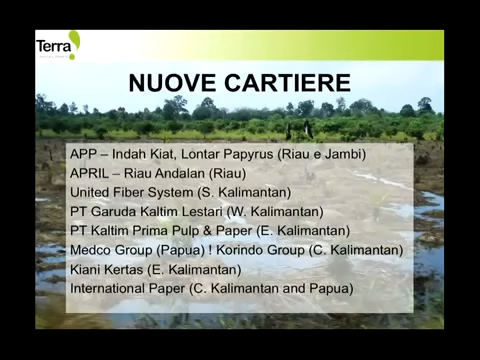 Terra!
NUOVE CARTIERE
APP – Indah Kiat, Lontar Papyrus (Riau e Jambi)
APRIL – Riau Andalan (Riau)
United Fiber System (S. Kalimantan)
PT Garuda Kaltim Lestari (W. Kalimantan)
PT Kaltim Prima Pulp & Paper (E. Kalimantan)
Medco Group (Papua) ! Korindo Group (C. Kalimantan)
Kiani Kertas (E. Kalimantan)
International Paper (C. Kalimantan and Papua)